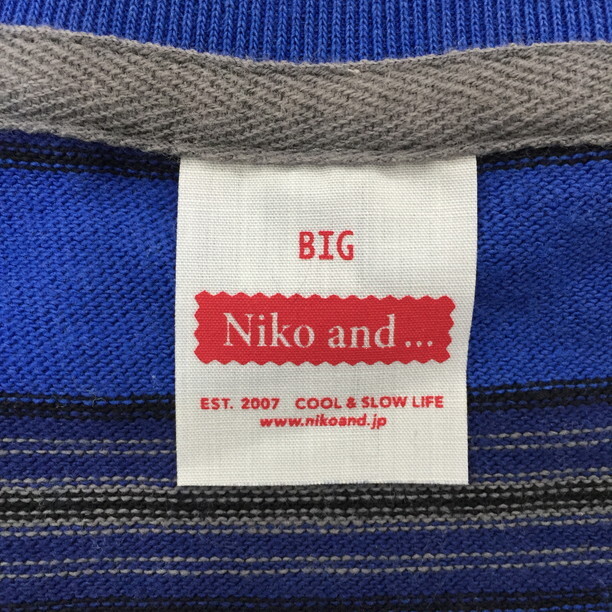 BIG
Niko and ...
EST. 2007 COOL & SLOW LIFE
www.nikoand.jp